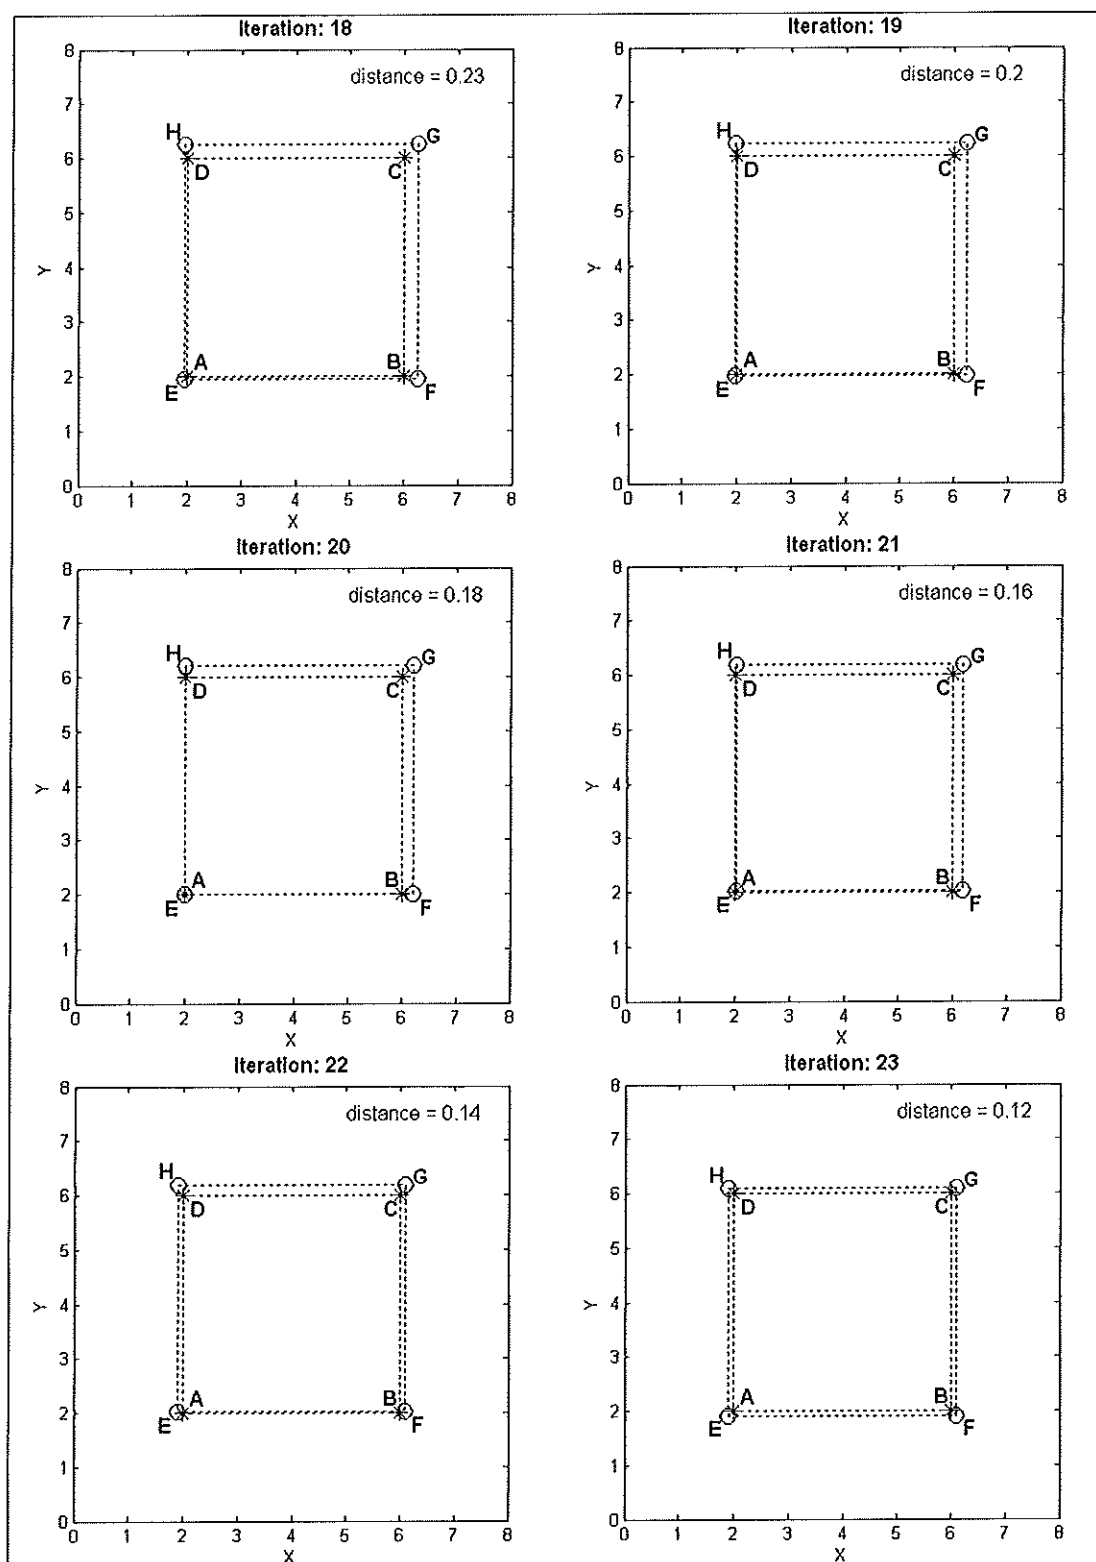 Iteration: 18
distance = 0.23
8
7
6
5
4
3
2
1
0
Y
H
G
D
C
A
B
E
F
0 1 2 3 4 5 6 7 8
X
Iteration: 19
distance = 0.2
8
7
6
5
4
3
2
1
0
Y
H
G
D
C
A
B
E
F
0 1 2 3 4 5 6 7 8
X
Iteration: 20
distance = 0.18
8
7
6
5
4
3
2
1
0
Y
H
G
D
C
A
B
E
F
0 1 2 3 4 5 6 7 8
X
Iteration: 21
distance = 0.16
8
7
6
5
4
3
2
1
0
Y
H
G
D
C
A
B
E
F
0 1 2 3 4 5 6 7 8
X
Iteration: 22
distance = 0.14
8
7
6
5
4
3
2
1
0
Y
H
G
D
C
A
B
E
F
0 1 2 3 4 5 6 7 8
X
Iteration: 23
distance = 0.12
8
7
6
5
4
3
2
1
0
Y
H
G
D
C
A
B
E
F
0 1 2 3 4 5 6 7 8
X